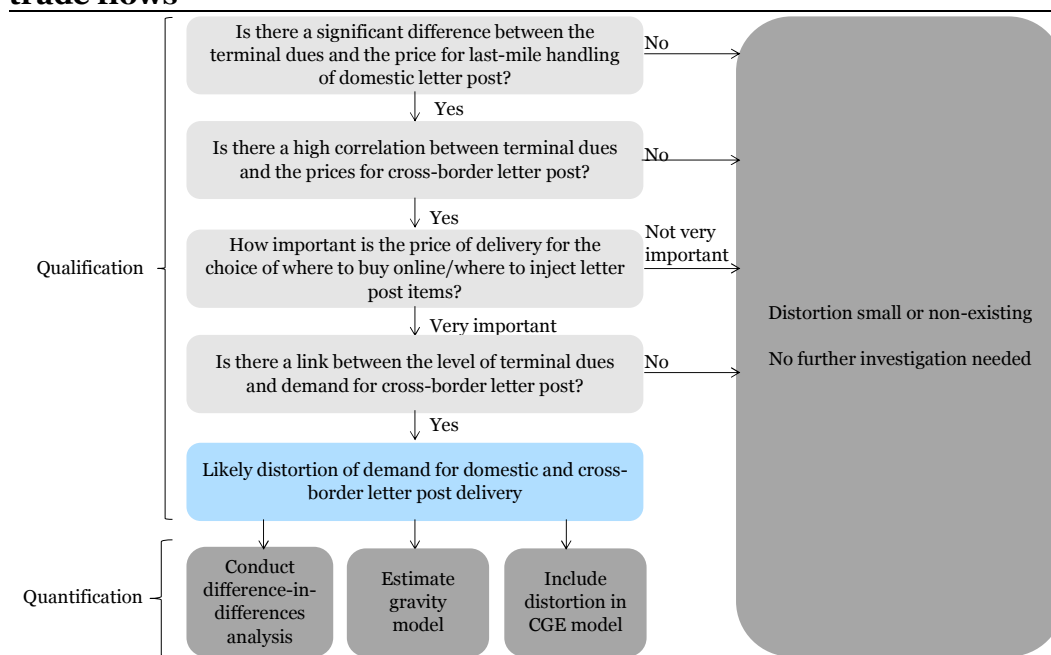 trade flows
Is there a significant difference between the
terminal dues and the price for last-mile handling
of domestic letter post?
No
Yes
Is there a high correlation between terminal dues
and the prices for cross-border letter post?
No
Yes
How important is the price of delivery for the
choice of where to buy online/where to inject letter
post items?
Not very
important
Qualification
Very important
Distortion small or non-existing
No further investigation needed
Is there a link between the level of terminal dues
and demand for cross-border letter post?
No
Yes
Likely distortion of demand for domestic and cross-
border letter post delivery
Quantification
Conduct
difference-in-
differences
analysis
Estimate
gravity
model
Include
distortion in
CGE model